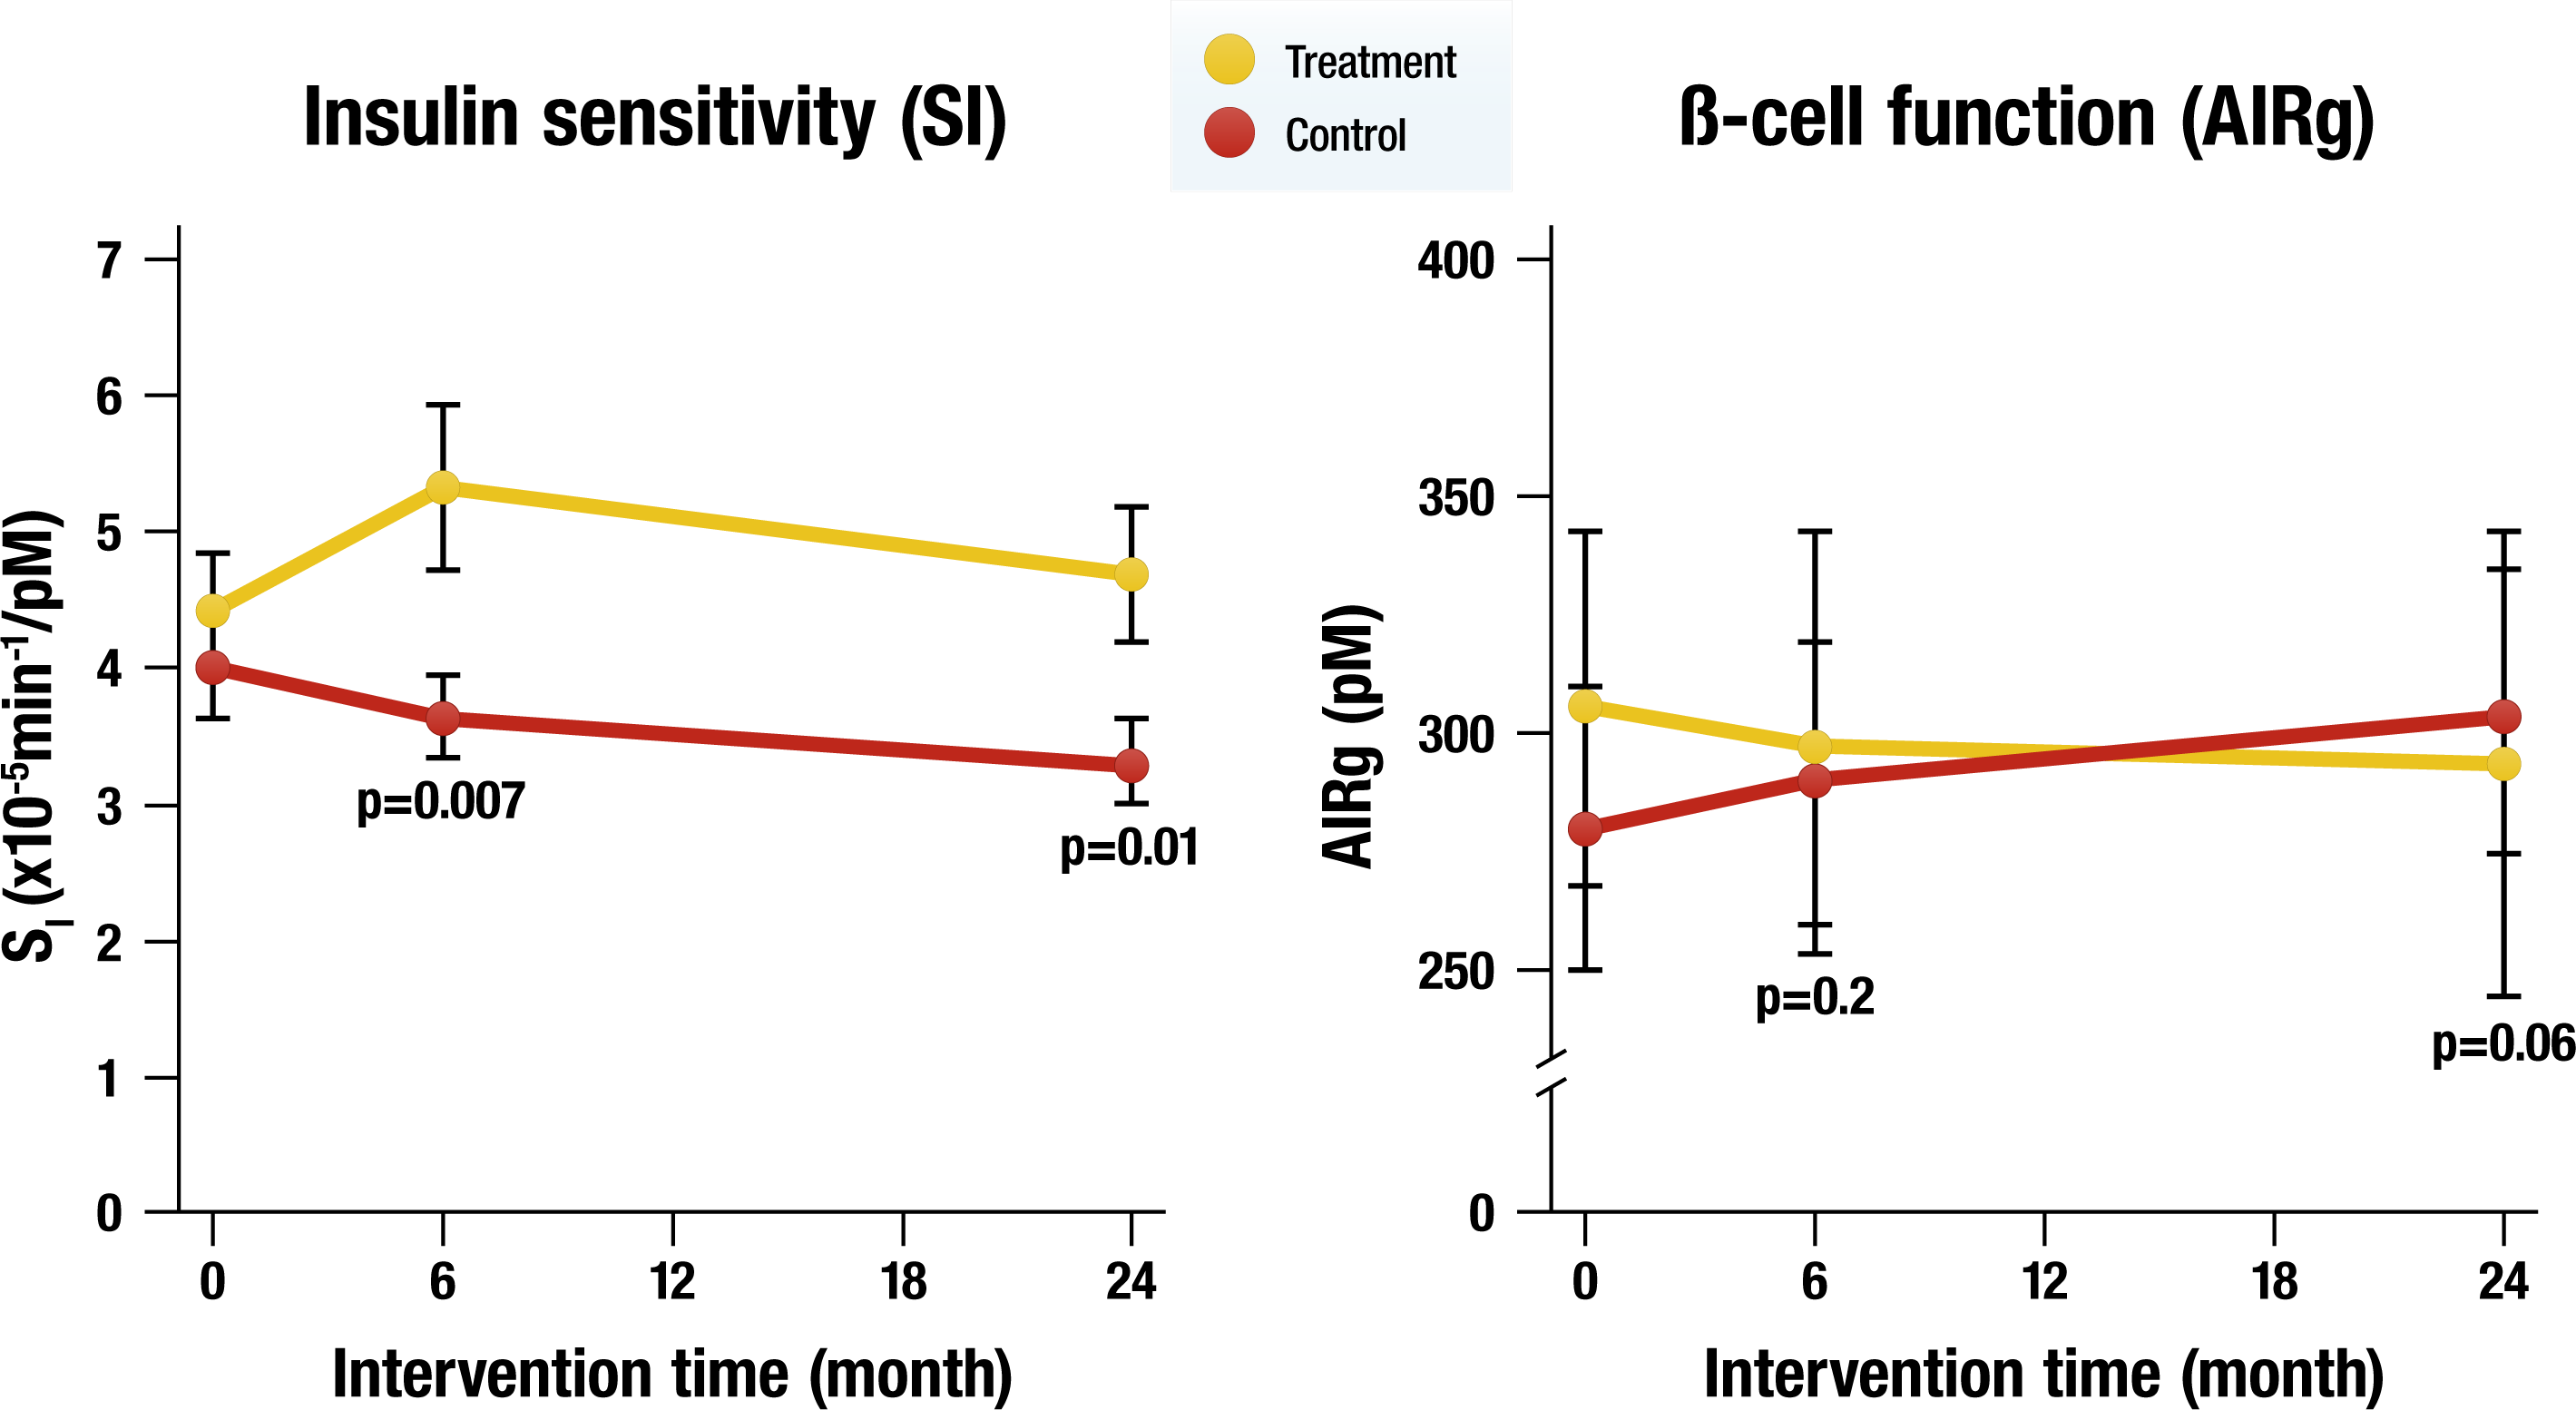 Treatment
Control
Insulin sensitivity (SI)
7
6
5
4
3
2
1
0
SI (x10-5min-1/pM)
p=0.007
p=0.01
0 6 12 18 24
Intervention time (month)
ß-cell function (AIRg)
400
350
300
250
0
AIRg (pM)
p=0.2
p=0.06
0 6 12 18 24
Intervention time (month)